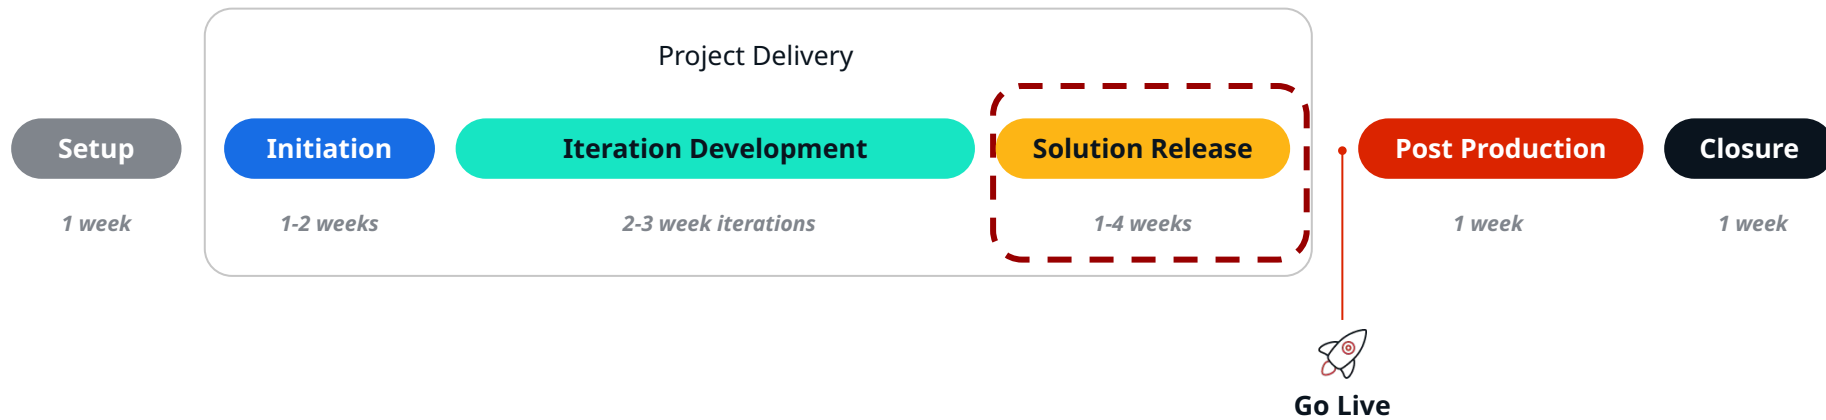 Project Delivery
Setup
Initiation
Iteration Development
Solution Release
Post Production
Closure
1 week
1-2 weeks
2-3 week iterations
1-4 weeks
1 week
1 week
Go Live